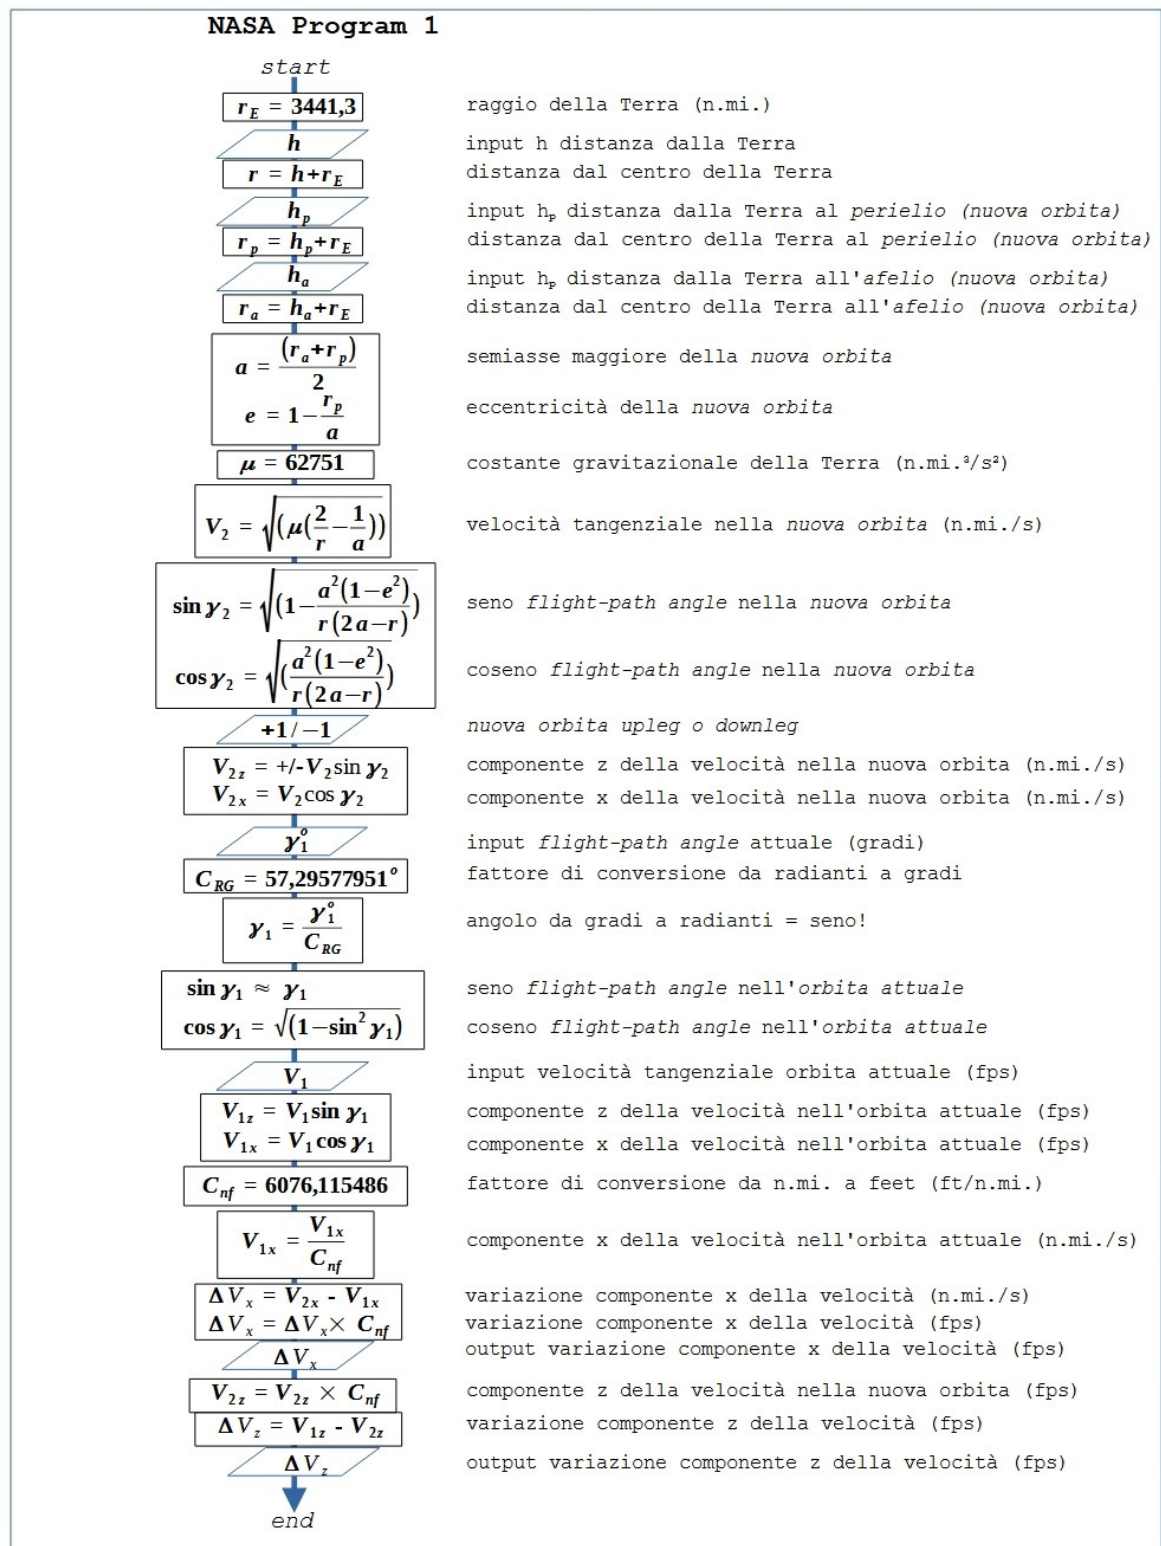 NASA Program 1
start
r_E = 3441,3 raggio della Terra (n.mi.)
h input h distanza dalla Terra
r = h+r_E distanza dal centro della Terra
h_p input h_p distanza dalla Terra al perielio (nuova orbita)
r_p = h_p+r_E distanza dal centro della Terra al perielio (nuova orbita)
h_a input h_p distanza dalla Terra all'afelio (nuova orbita)
r_a = h_a+r_E distanza dal centro della Terra all'afelio (nuova orbita)
a = (r_a+r_p)/2 semiasse maggiore della nuova orbita
e = 1−r_p/a eccentricità della nuova orbita
μ = 62751 costante gravitazionale della Terra (n.mi.³/s²)
V_2 = √(μ(2/r−1/a)) velocità tangenziale nella nuova orbita (n.mi./s)
sin γ_2 = √(1−a²(1−e²)/r(2a−r)) seno flight-path angle nella nuova orbita
cos γ_2 = √(a²(1−e²)/r(2a−r)) coseno flight-path angle nella nuova orbita
+1/−1 nuova orbita upleg o downleg
V_2z = +/-V_2 sin γ_2 componente z della velocità nella nuova orbita (n.mi./s)
V_2x = V_2 cos γ_2 componente x della velocità nella nuova orbita (n.mi./s)
γ_1^o input flight-path angle attuale (gradi)
C_RG = 57,29577951^o fattore di conversione da radianti a gradi
γ_1 = γ_1^o/C_RG angolo da gradi a radianti = seno!
sin γ_1 ≈ γ_1 seno flight-path angle nell'orbita attuale
cos γ_1 = √(1−sin² γ_1) coseno flight-path angle nell'orbita attuale
V_1 input velocità tangenziale orbita attuale (fps)
V_1z = V_1 sin γ_1 componente z della velocità nell'orbita attuale (fps)
V_1x = V_1 cos γ_1 componente x della velocità nell'orbita attuale (fps)
C_nf = 6076,115486 fattore di conversione da n.mi. a feet (ft/n.mi.)
V_1x = V_1x/C_nf componente x della velocità nell'orbita attuale (n.mi./s)
ΔV_x = V_2x - V_1x variazione componente x della velocità (n.mi./s)
ΔV_x = ΔV_x× C_nf variazione componente x della velocità (fps)
ΔV_x output variazione componente x della velocità (fps)
V_2z = V_2z × C_nf componente z della velocità nella nuova orbita (fps)
ΔV_z = V_1z - V_2z variazione componente z della velocità (fps)
ΔV_z output variazione componente z della velocità (fps)
end